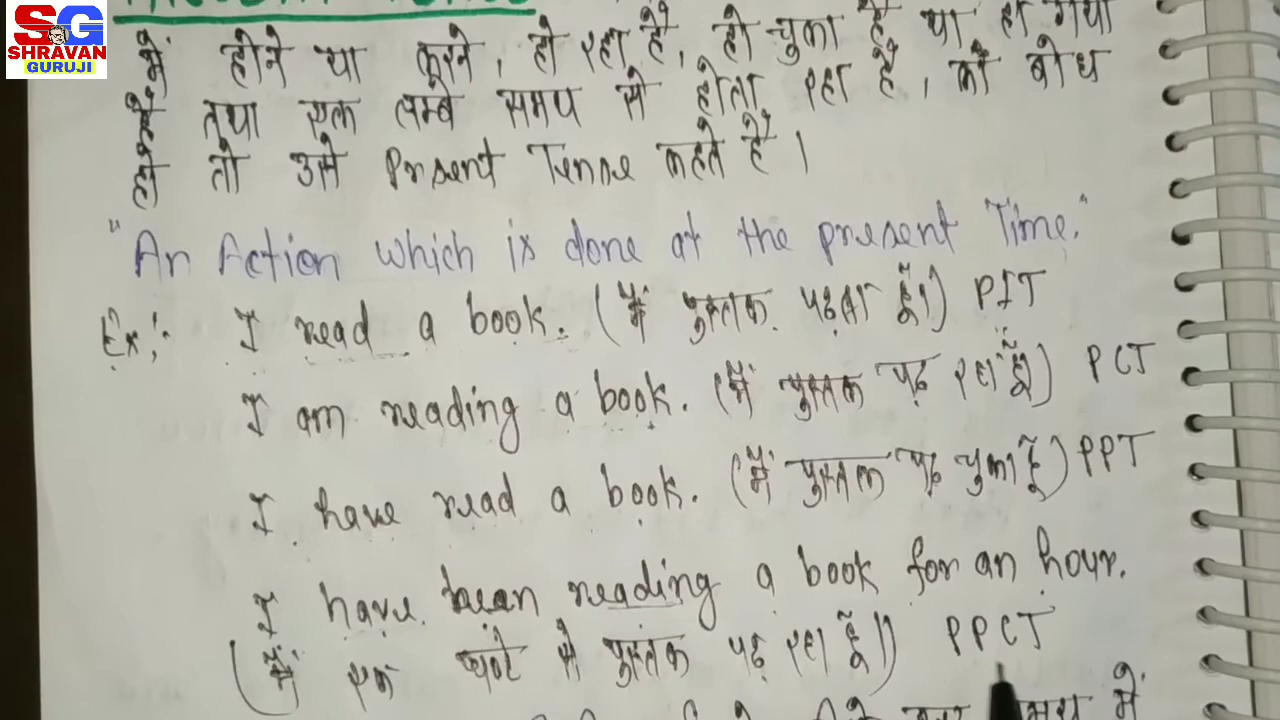 SG
SHRAVAN
GURUJI
में होने या करने, हो रहा है, हो चुका है या हो गया
है तथा एक लम्बे समय से होता रहा है, का बोध
हो तो उसे Present Tense कहते है।
"An Action which is done at the present Time."
Ex:- I read a book. (मैं पुस्तक पढ़ता हूँ।) PIT
I am reading a book. (मैं पुस्तक पढ़ रहा हूँ) PCT
I have read a book. (मैं पुस्तक पढ़ चुका हूँ) PPT
I have been reading a book for an hour.
(मैं एक घण्टे से पुस्तक पढ़ रहा हूँ।) PPCT
में